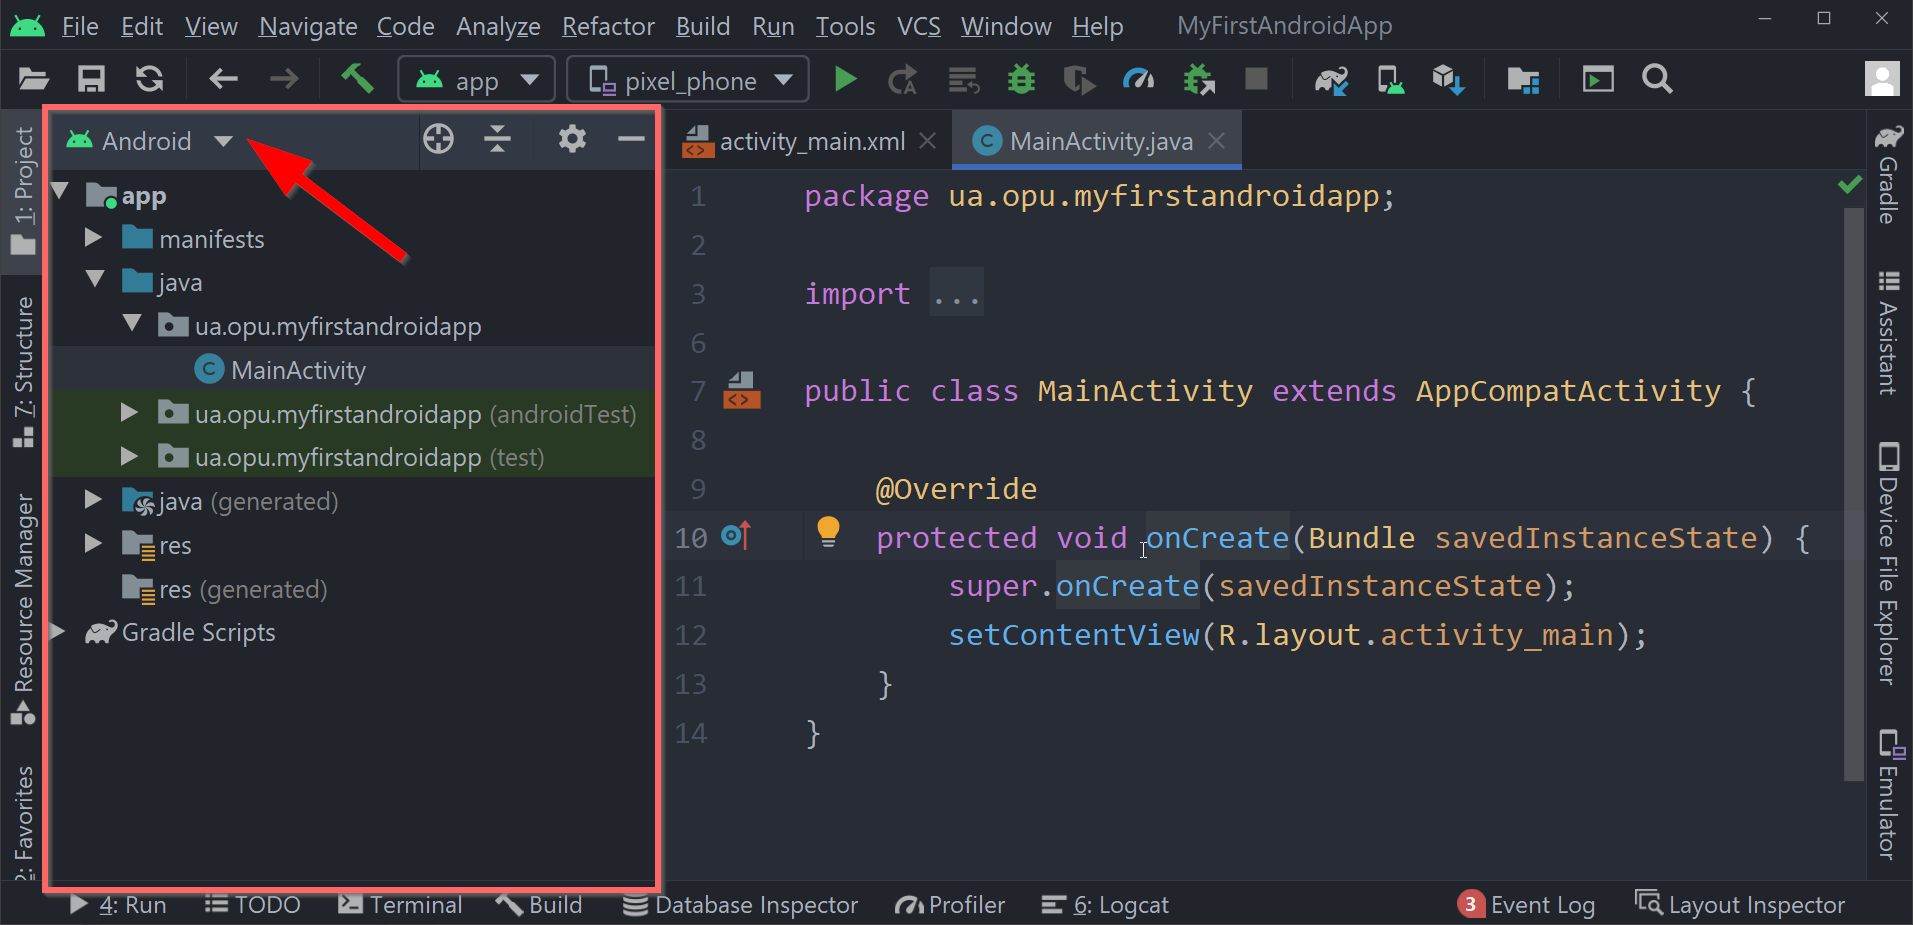 File Edit View Navigate Code Analyze Refactor Build Run Tools VCS Window Help MyFirstAndroidApp
app pixel_phone
1: Project
7: Structure
Resource Manager
2: Favorites
Android
app
manifests
java
ua.opu.myfirstandroidapp
C MainActivity
ua.opu.myfirstandroidapp (androidTest)
ua.opu.myfirstandroidapp (test)
java (generated)
res
res (generated)
Gradle Scripts
<> activity_main.xml C MainActivity.java
1 package ua.opu.myfirstandroidapp;
2
3 import ...
6
7 <> public class MainActivity extends AppCompatActivity {
8
9 @Override
10 protected void onCreate(Bundle savedInstanceState) {
11 super.onCreate(savedInstanceState);
12 setContentView(R.layout.activity_main);
13 }
14 }
Gradle
Assistant
Device File Explorer
Emulator
4: Run TODO Terminal Build Database Inspector Profiler 6: Logcat 3 Event Log Layout Inspector